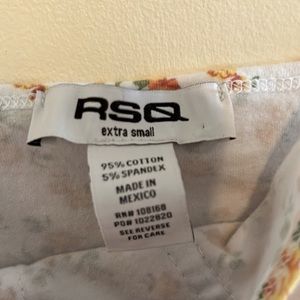 RSQ
extra small
95% COTTON
5% SPANDEX
MADE IN
MEXICO
RN# 108168
PO# 1022820
SEE REVERSE
FOR CARE